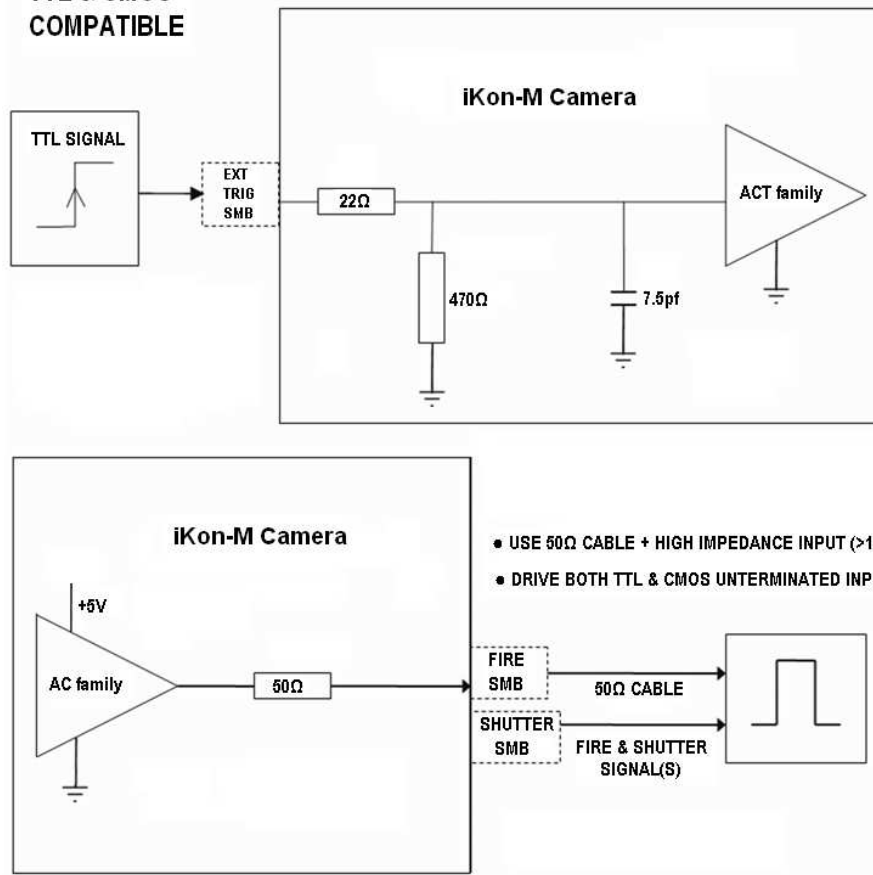 COMPATIBLE
iKon-M Camera
TTL SIGNAL
EXT
TRIG
SMB
22Ω
ACT family
470Ω
7.5pf
iKon-M Camera
● USE 50Ω CABLE + HIGH IMPEDANCE INPUT (>1
● DRIVE BOTH TTL & CMOS UNTERMINATED INP
+5V
AC family
50Ω
FIRE
SMB
50Ω CABLE
SHUTTER
SMB
FIRE & SHUTTER
SIGNAL(S)